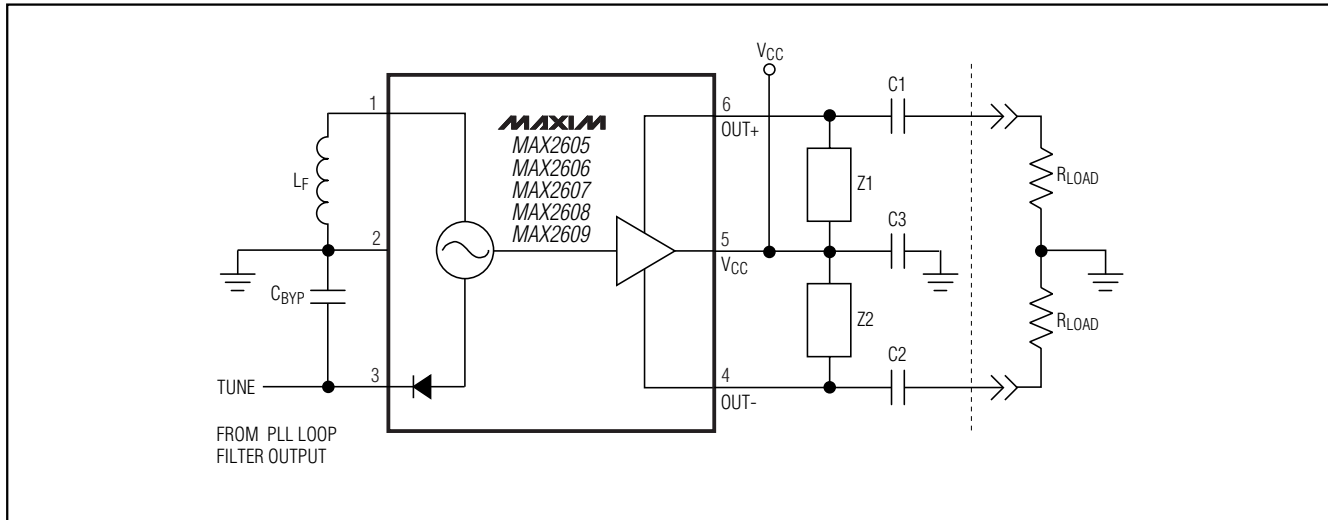 VCC
1
MAXIM
MAX2605
MAX2606
MAX2607
MAX2608
MAX2609
6
OUT+
C1
LF
Z1
RLOAD
2
C3
5
VCC
CBYP
Z2
RLOAD
TUNE
3
4
OUT-
C2
FROM PLL LOOP
FILTER OUTPUT